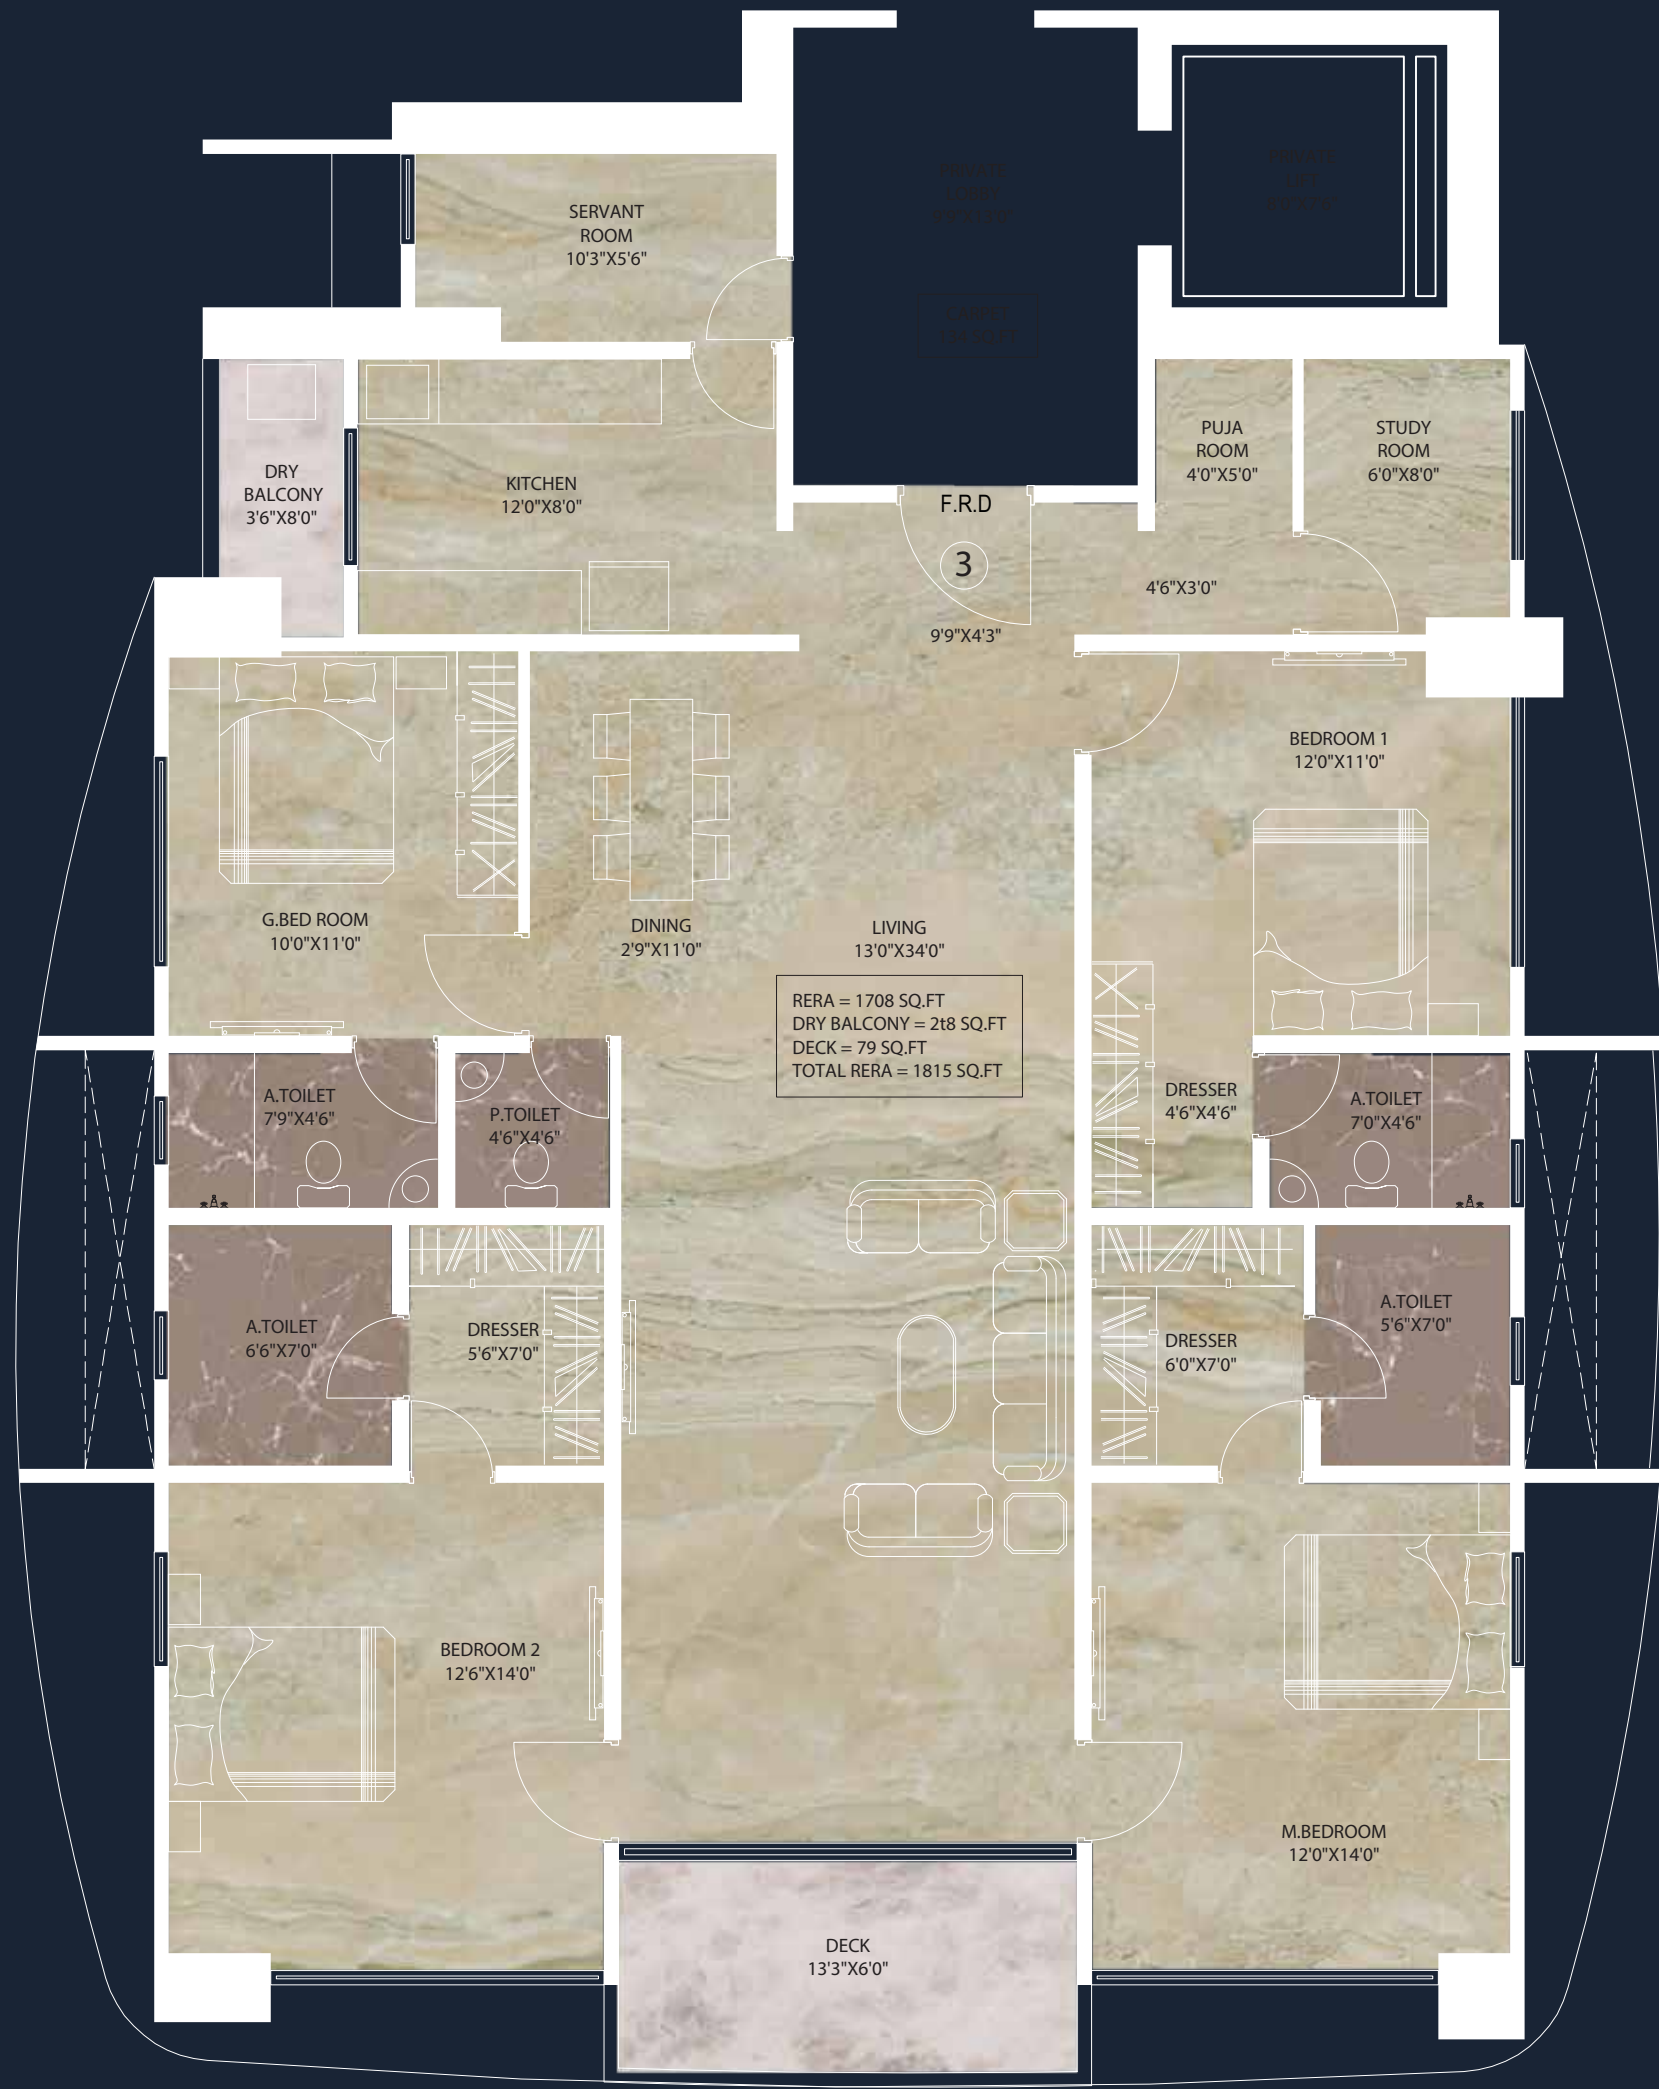 PRIVATE
LOBBY
PRIVATE
LIFT
SERVANT
ROOM
10'3"X5'6"
CARPET
PUJA
ROOM
4'0"X5'0"
STUDY
ROOM
6'0"X8'0"
DRY
BALCONY
3'6"X8'0"
KITCHEN
12'0"X8'0"
F.R.D
3
4'6"X3'0"
9'9"X4'3"
BEDROOM 1
12'0"X11'0"
G.BED ROOM
10'0"X11'0"
DINING
2'9"X11'0"
LIVING
13'0"X34'0"
RERA = 1708 SQ.FT
DRY BALCONY = 2t8 SQ.FT
DECK = 79 SQ.FT
TOTAL RERA = 1815 SQ.FT
A.TOILET
7'9"X4'6"
P.TOILET
4'6"X4'6"
DRESSER
4'6"X4'6"
A.TOILET
7'0"X4'6"
A.TOILET
6'6"X7'0"
DRESSER
5'6"X7'0"
DRESSER
6'0"X7'0"
A.TOILET
5'6"X7'0"
BEDROOM 2
12'6"X14'0"
M.BEDROOM
12'0"X14'0"
DECK
13'3"X6'0"